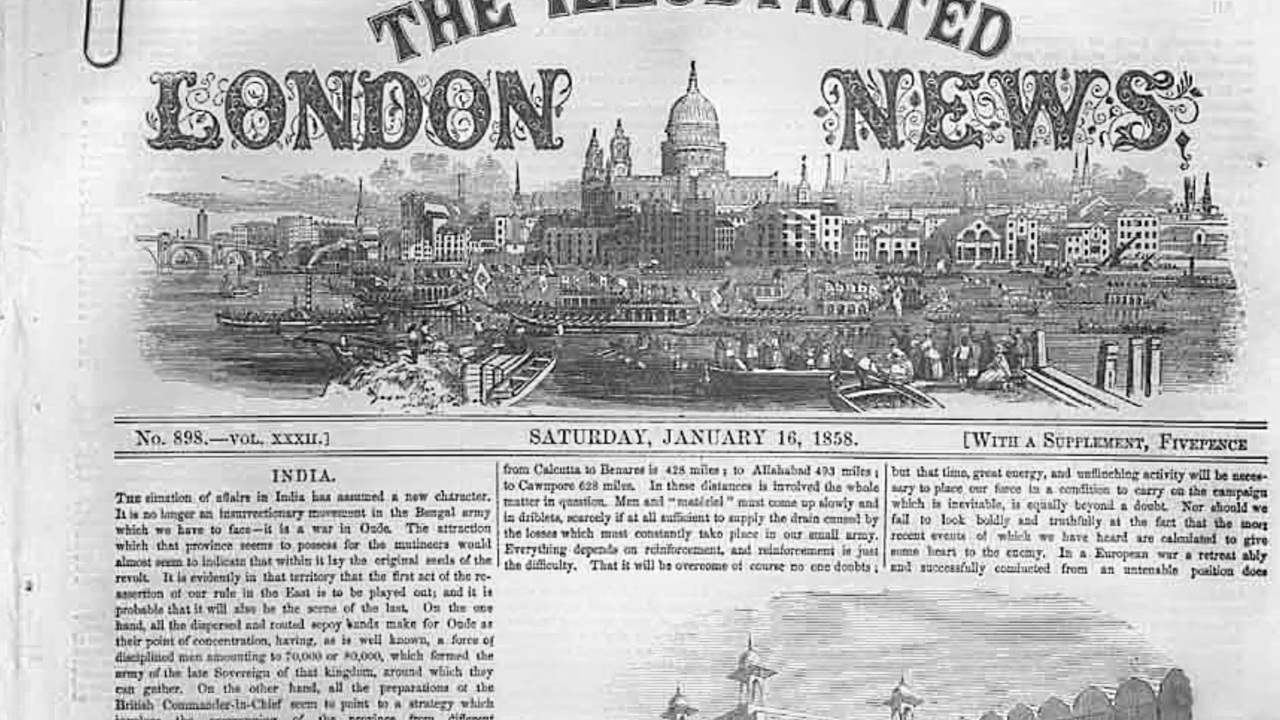 THE ILLUSTRATED
LONDON NEWS.
No. 898.—VOL. XXXII.]
SATURDAY, JANUARY 16, 1858.
[WITH A SUPPLEMENT, FIVEPENCE
INDIA.
THE situation of affairs in India has assumed a new character.
It is no longer an insurrectionary movement in the Bengal army
which we have to face—it is a war in Oude. The attraction
which that province seems to possess for the mutineers would
almost seem to indicate that within it lay the original seeds of the
revolt. It is evidently in that territory that the first act of the re-
assertion of our rule in the East is to be played out; and it is
probable that it will also be the scene of the last. On the one
hand, all the dispersed and routed sepoy bands make for Oude as
their point of concentration, having, as is well known, a force of
disciplined men amounting to 70,000 or 80,000, which formed the
army of the late Sovereign of that kingdom, around which they
can gather. On the other hand, all the preparations of the
British Commander-in-Chief seem to point to a strategy which
the of the province from different
from Calcutta to Benares is 428 miles; to Allahabad 493 miles;
to Cawnpore 628 miles. In these distances is involved the whole
matter in question. Men and "matériel" must come up slowly and
in driblets, scarcely if at all sufficient to supply the drain caused by
the losses which must constantly take place in our small army.
Everything depends on reinforcement, and reinforcement is just
the difficulty. That it will be overcome of course no one doubts;
but that time, great energy, and unflinching activity will be neces-
sary to place our force in a condition to carry on the campaign
which is inevitable, is equally beyond a doubt. Nor should we
fail to look boldly and truthfully at the fact that the most
recent events of which we have heard are calculated to give
some heart to the enemy. In a European war a retreat ably
and successfully conducted from an untenable position does